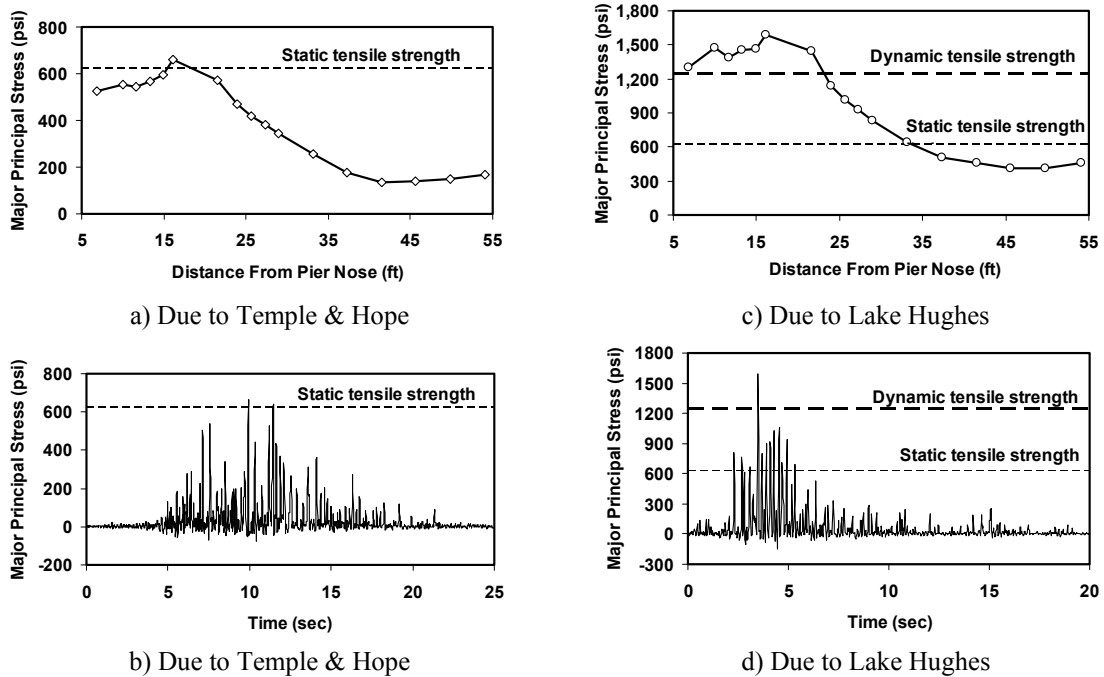 Major Principal Stress (psi)
800
600
400
200
0
Static tensile strength
5 15 25 35 45 55
Distance From Pier Nose (ft)
a) Due to Temple & Hope
Major Principal Stress (psi)
1,800
1,500
1,200
900
600
300
0
Dynamic tensile strength
Static tensile strength
5 15 25 35 45 55
Distance From Pier Nose (ft)
c) Due to Lake Hughes
Major Principal Stress (psi)
800
600
400
200
0
-200
Static tensile strength
0 5 10 15 20 25
Time (sec)
b) Due to Temple & Hope
Major Principal Stress (psi)
1800
1500
1200
900
600
300
0
-300
Dynamic tensile strength
Static tensile strength
0 5 10 15 20
Time (sec)
d) Due to Lake Hughes